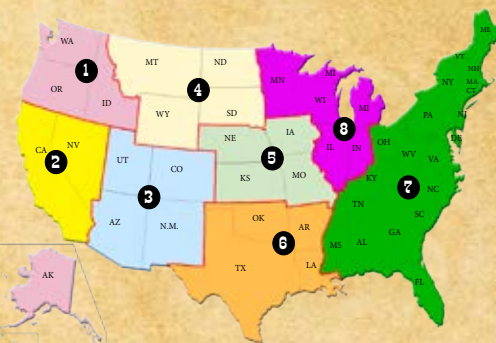 WA
1
OR
ID
MT
ND
4
WY
SD
MN
MI
WI
MI
8
IL
IN
ME
VT
NH
NY
MA
CT
PA
NJ
DE
OH
WV
VA
KY
7
NC
TN
SC
MS
AL
GA
FL
CA
NV
2
UT
CO
3
AZ
N.M.
NE
IA
5
KS
MO
OK
AR
6
TX
LA
AK